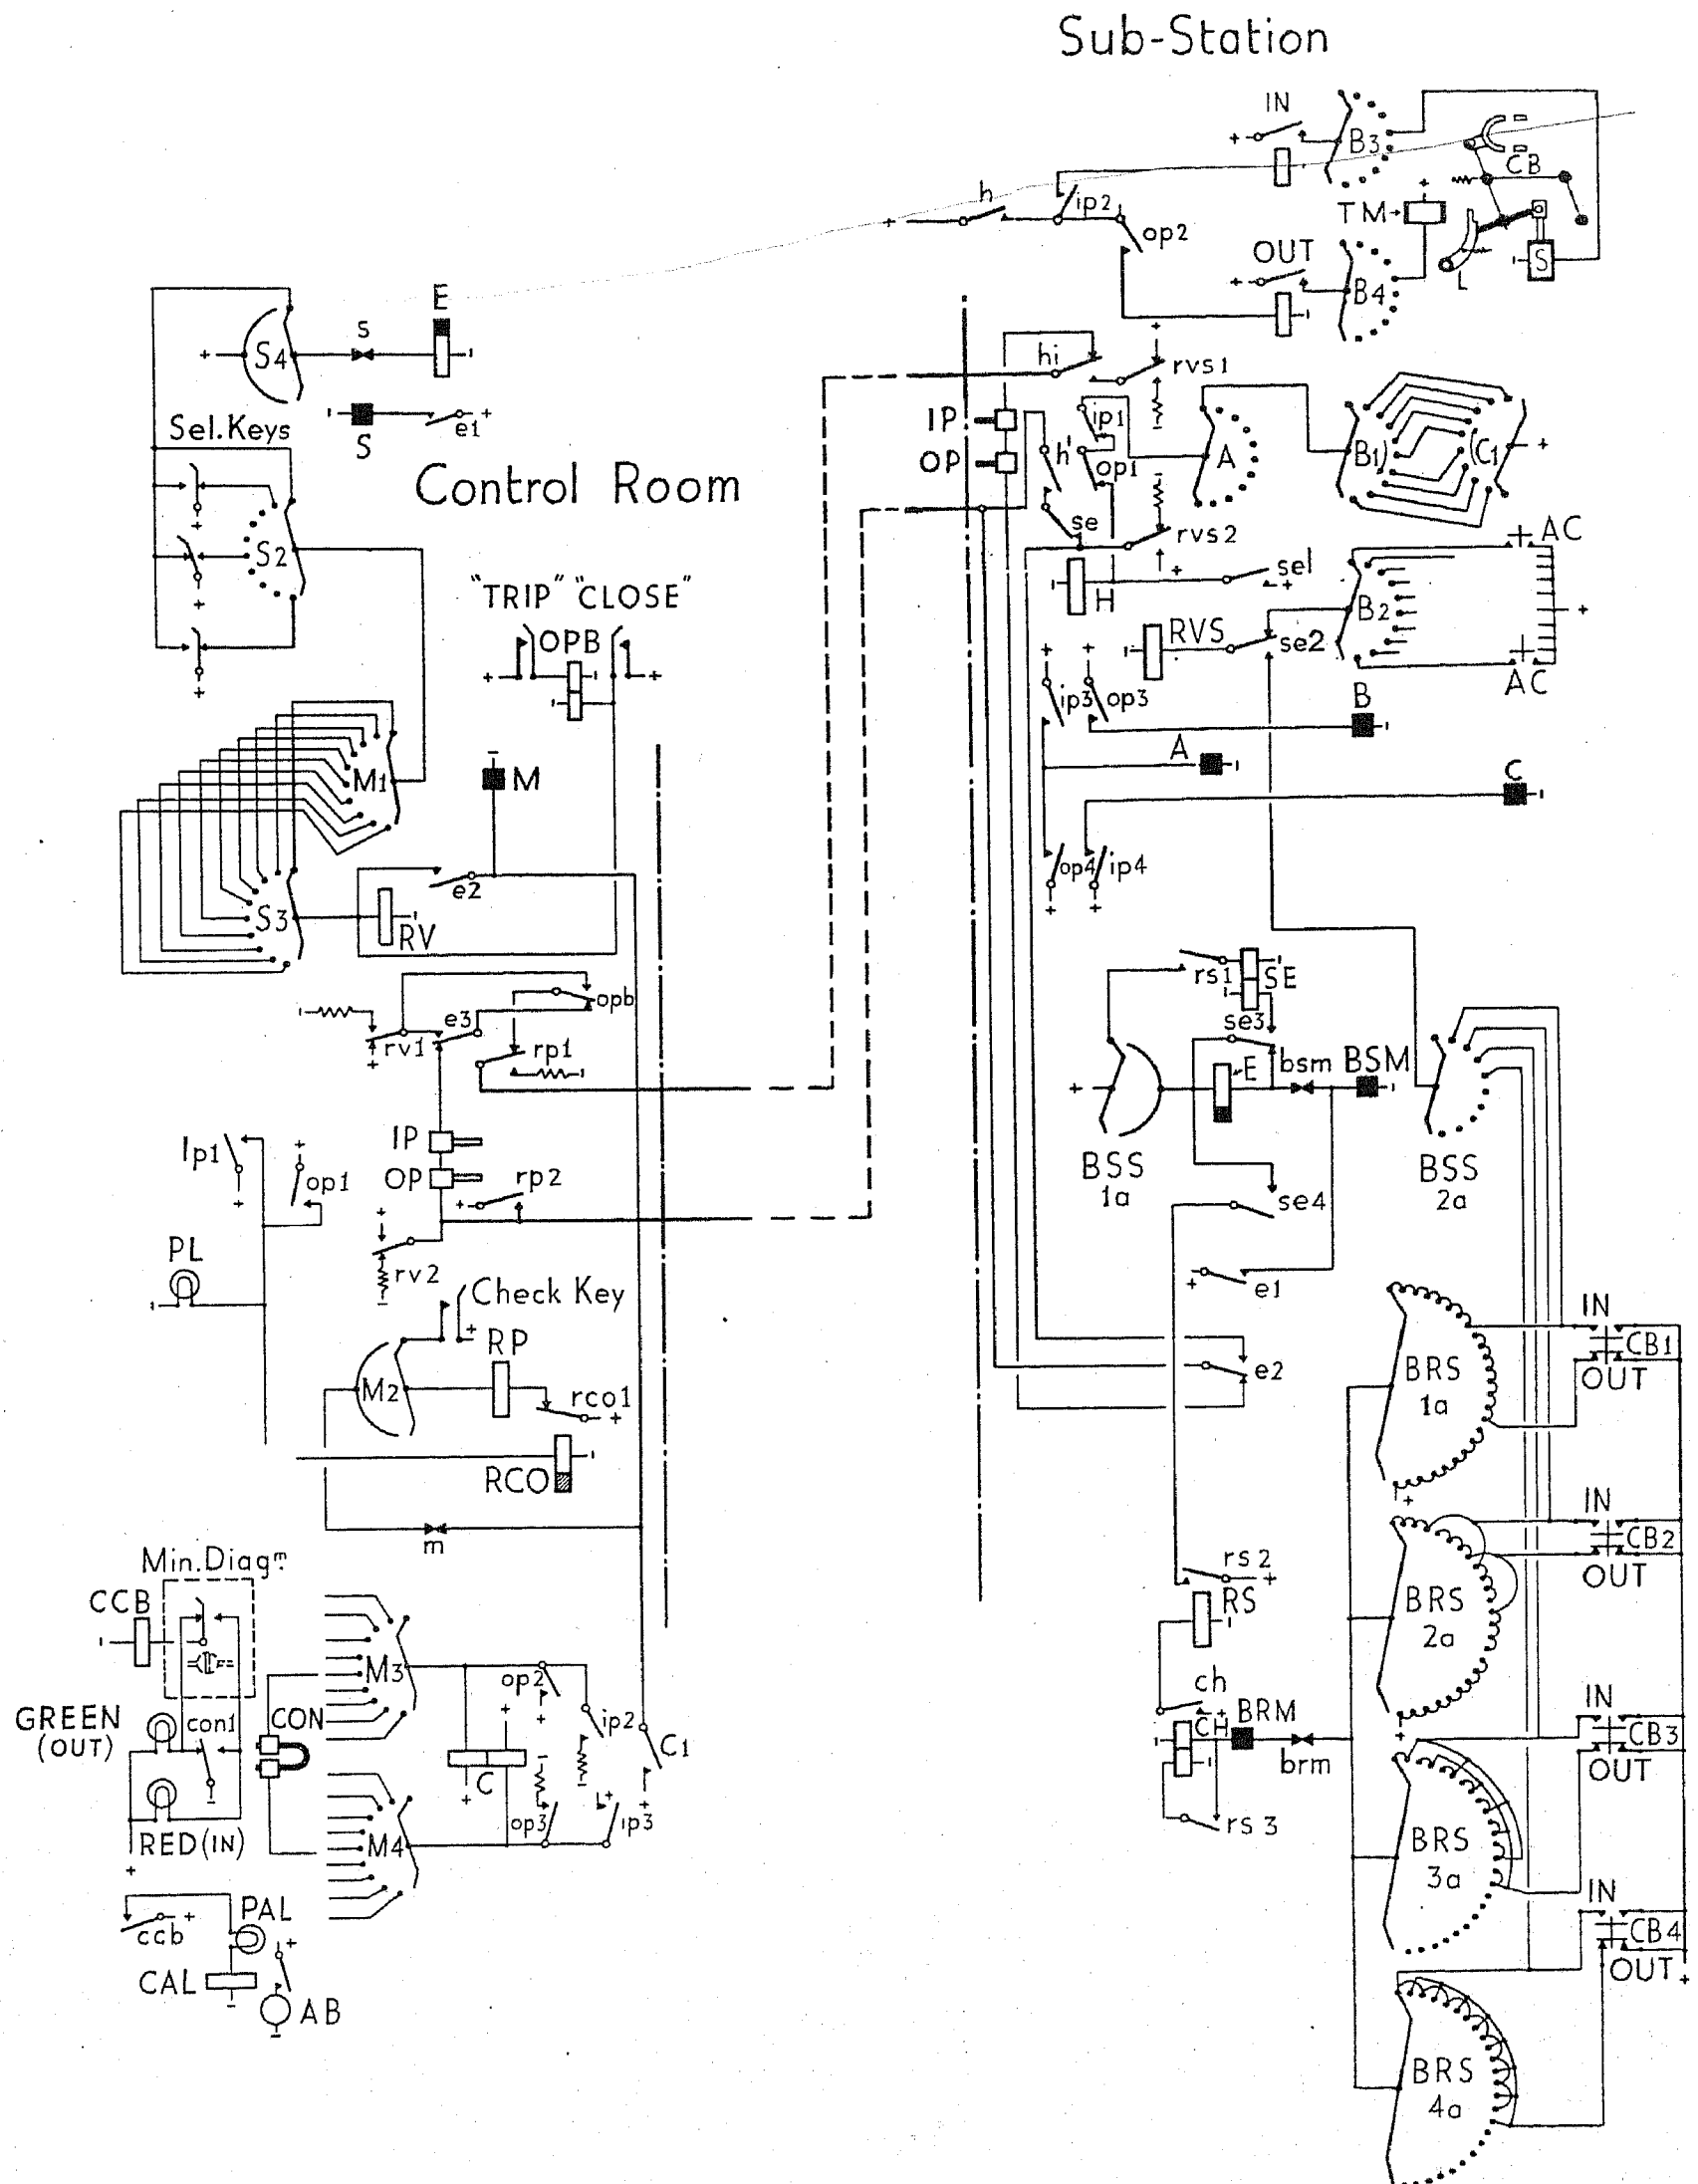 Sub-Station
IN
B3
CB
h
ip2
TM
op2
OUT
S
L
B4
E
s
S4
hi
rvs1
IP
ip1
e1
S
Sel.Keys
Control Room
OP
h'
op1
A
B1)
(C1
se
rvs2
AC
S2
H
se1
B2
"TRIP" "CLOSE"
OPB
RVS
se2
AC
ip3
op3
B
M1
M
A
C
e2
op4
ip4
S3
RV
rs1
SE
opb
e3
rv1
rp1
se3
E
bsm
BSM
IP
Ip1
op1
OP
rp2
BSS
1a
BSS
2a
se4
PL
rv2
e1
Check Key
RP
IN
CB1
OUT
M2
rco1
e2
BRS
1a
RCO
m
IN
CB2
OUT
Min.Diagm.
CCB
rs2
RS
BRS
2a
M3
op2
ch
GREEN
(OUT)
con1
CON
ip2
C1
CH
BRM
brm
IN
CB3
OUT
C
RED (IN)
M4
op3
ip3
rs3
BRS
3a
PAL
ccb
CAL
AB
IN
CB4
OUT
BRS
4a